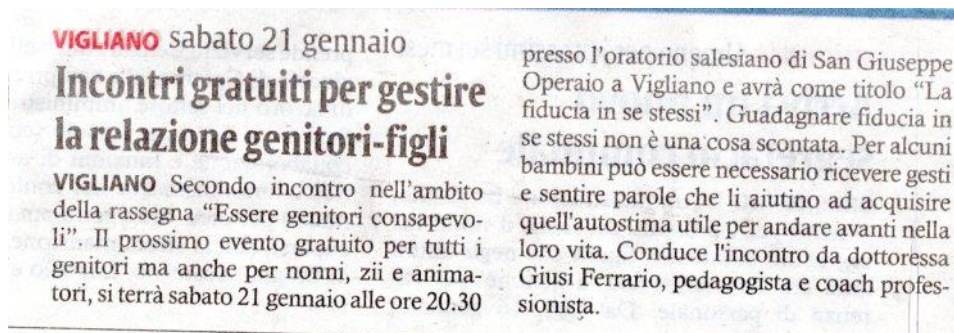 VIGLIANO sabato 21 gennaio
Incontri gratuiti per gestire
la relazione genitori-figli
VIGLIANO Secondo incontro nell'ambito
della rassegna “Essere genitori consapevo-
li”. Il prossimo evento gratuito per tutti i
genitori ma anche per nonni, zii e anima-
tori, si terrà sabato 21 gennaio alle ore 20.30
presso l'oratorio salesiano di San Giuseppe
Operaio a Vigliano e avrà come titolo “La
fiducia in se stessi”. Guadagnare fiducia in
se stessi non è una cosa scontata. Per alcuni
bambini può essere necessario ricevere gesti
e sentire parole che li aiutino ad acquisire
quell'autostima utile per andare avanti nella
loro vita. Conduce l'incontro da dottoressa
Giusi Ferrario, pedagogista e coach profes-
sionista.